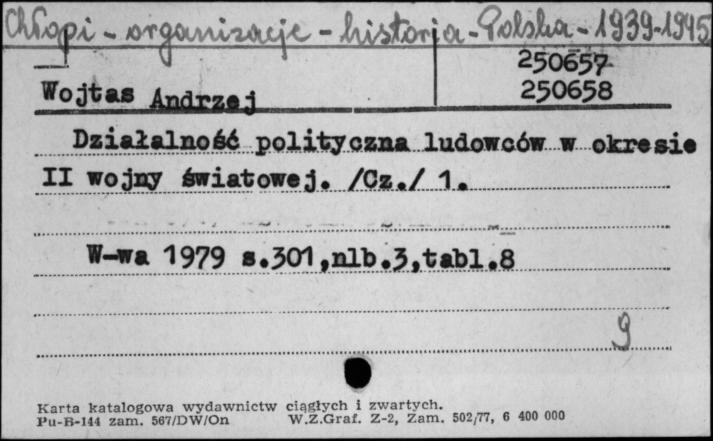 Chłopi - organizacje - historja - Polska - 1939-1945
250657
Wojtas Andrzej 250658
Działalność polityczna ludowców w okresie
II wojny światowej. /Cz./ 1.
W-wa 1979 s.301,nlb.3,tabl.8
9
Karta katalogowa wydawnictw ciągłych i zwartych.
Pu-B-144 zam. 567/DW/On W.Z.Graf. Z-2, Zam. 502/77, 6 400 000